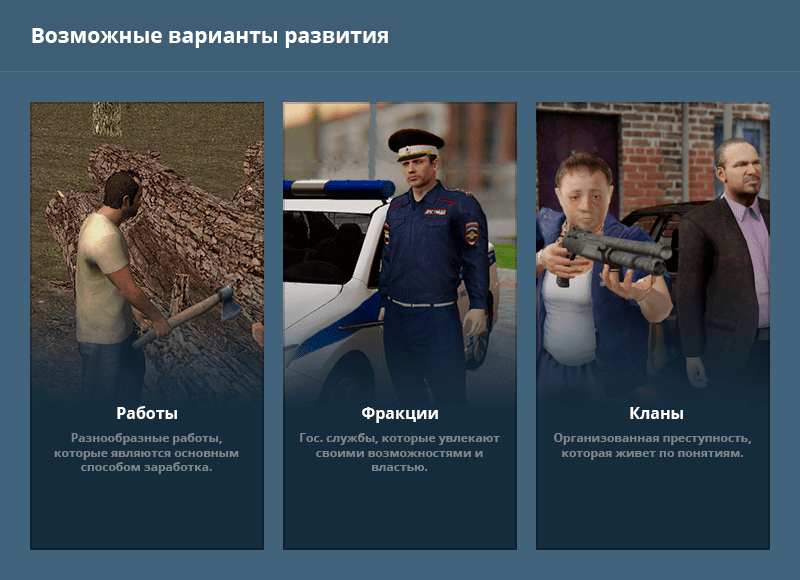 Возможные варианты развития
Работы
Разнообразные работы,
которые являются основным
способом заработка.
Фракции
Гос. службы, которые увлекают
своими возможностями и
властью.
Кланы
Организованная преступность,
которая живет по понятиям.